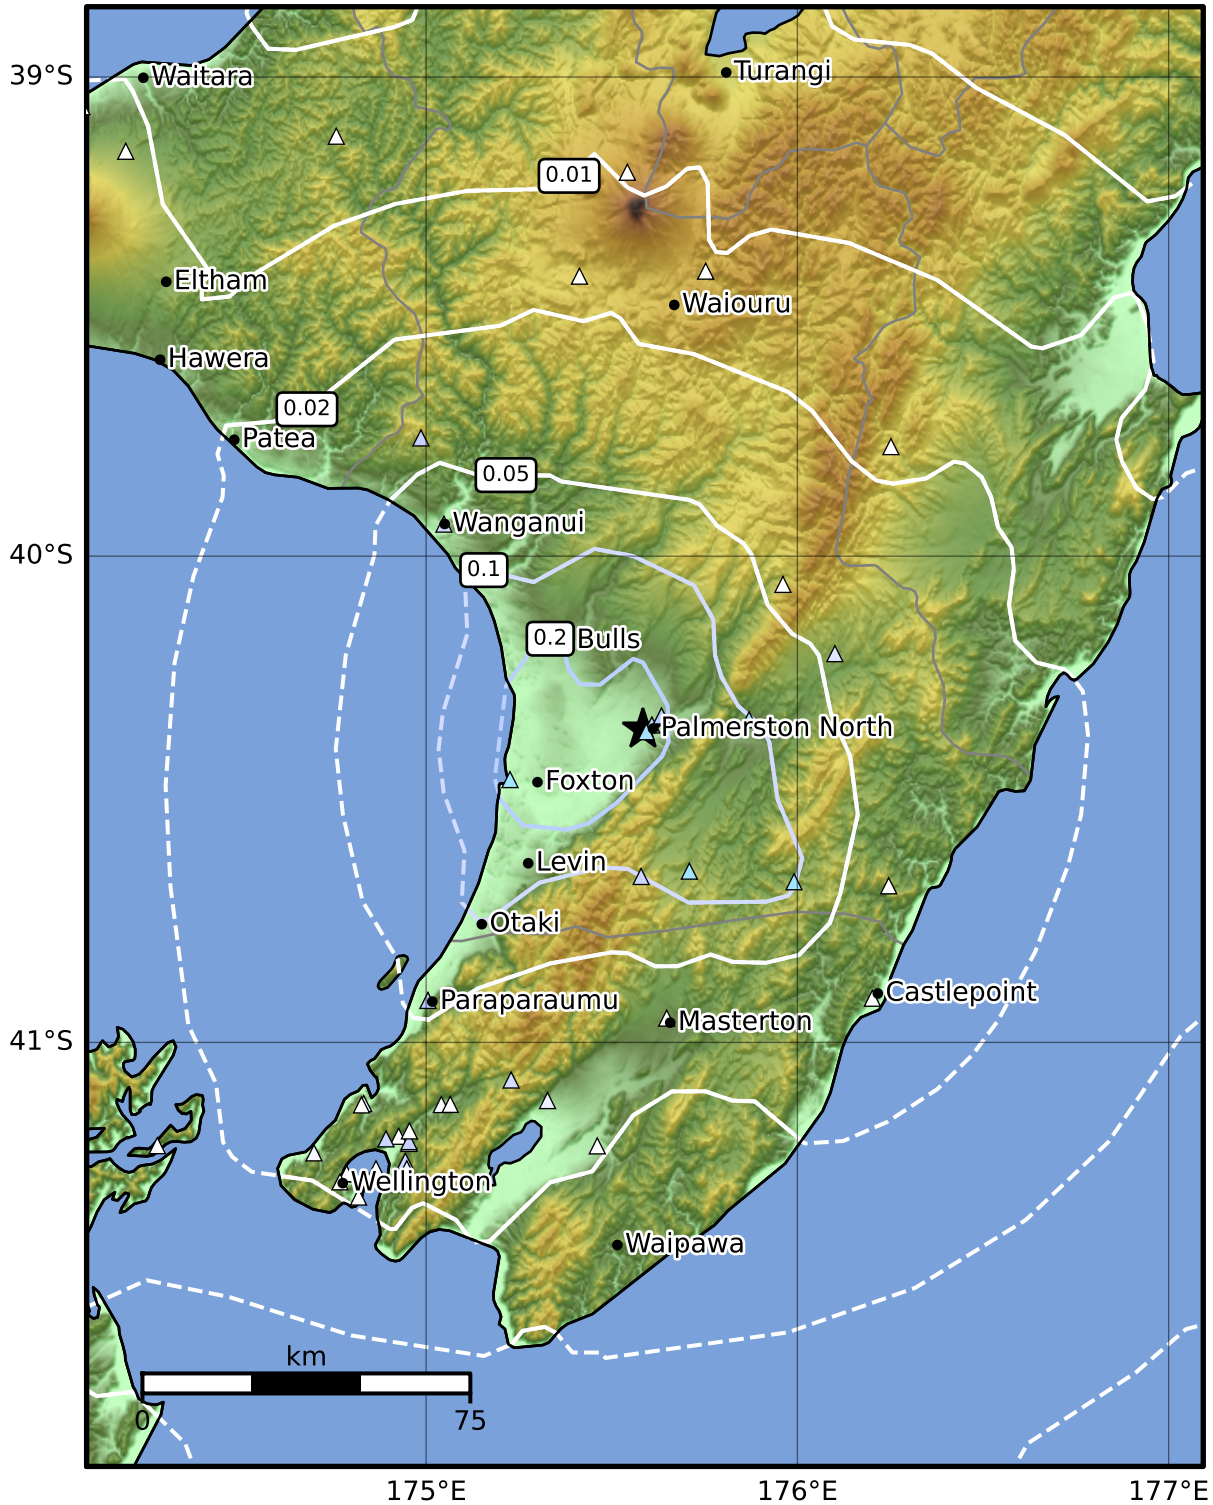 Turangi
39°S
Waitara
0.01
Eltham
Waiouru
Hawera
0.02
Patea
0.05
Wanganui
40°S
0.1
0.2
Bulls
Palmerston North
Foxton
Levin
Otaki
Castlepoint
Paraparaumu
Masterton
41°S
Wellington
Waipawa
km
0
75
175°E
176°E
177°E